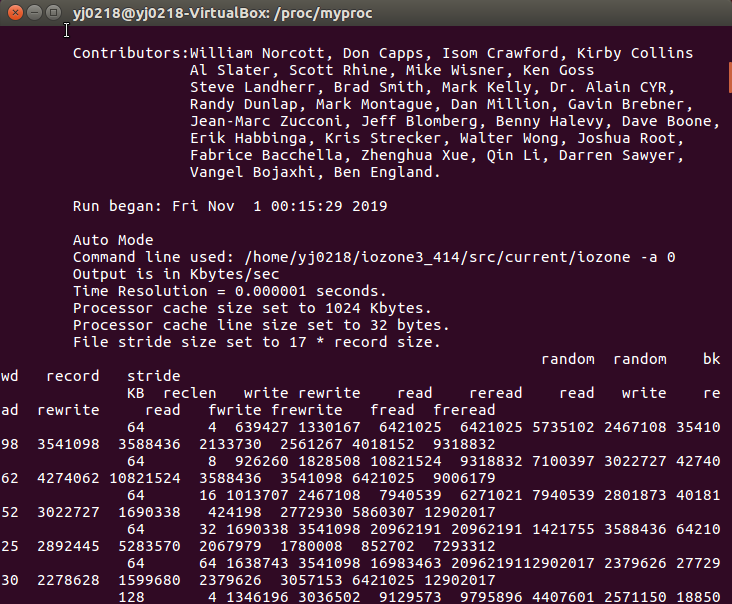 yj0218@yj0218-VirtualBox: /proc/myproc
Contributors:William Norcott, Don Capps, Isom Crawford, Kirby Collins
Al Slater, Scott Rhine, Mike Wisner, Ken Goss
Steve Landherr, Brad Smith, Mark Kelly, Dr. Alain CYR,
Randy Dunlap, Mark Montague, Dan Million, Gavin Brebner,
Jean-Marc Zucconi, Jeff Blomberg, Benny Halevy, Dave Boone,
Erik Habbinga, Kris Strecker, Walter Wong, Joshua Root,
Fabrice Bacchella, Zhenghua Xue, Qin Li, Darren Sawyer,
Vangel Bojaxhi, Ben England.
Run began: Fri Nov  1 00:15:29 2019
Auto Mode
Command line used: /home/yj0218/iozone3_414/src/current/iozone -a 0
Output is in Kbytes/sec
Time Resolution = 0.000001 seconds.
Processor cache size set to 1024 Kbytes.
Processor cache line size set to 32 bytes.
File stride size set to 17 * record size.
random  random    bk
wd   record   stride
KB  reclen   write rewrite    read    reread    read   write    re
ad  rewrite     read   fwrite frewrite   fread  freread
64       4  639427 1330167  6421025  6421025 5735102 2467108 35410
98  3541098  3588436  2133730  2561267 4018152  9318832
64       8  926260 1828508 10821524  9318832 7100397 3022727 42740
62  4274062 10821524  3588436  3541098 6421025  9006179
64      16 1013707 2467108  7940539  6271021 7940539 2801873 40181
52  3022727  1690338   424198  2772930 5860307 12902017
64      32 1690338 3541098 20962191 20962191 1421755 3588436 64210
25  2892445  5283570  2067979  1780008  852702  7293312
64      64 1638743 3541098 16983463 2096219112902017 2379626 27729
30  2278628  1599680  2379626  3057153 6421025 12902017
128       4 1346196 3036502  9129573  9795896 4407601 2571150 18850